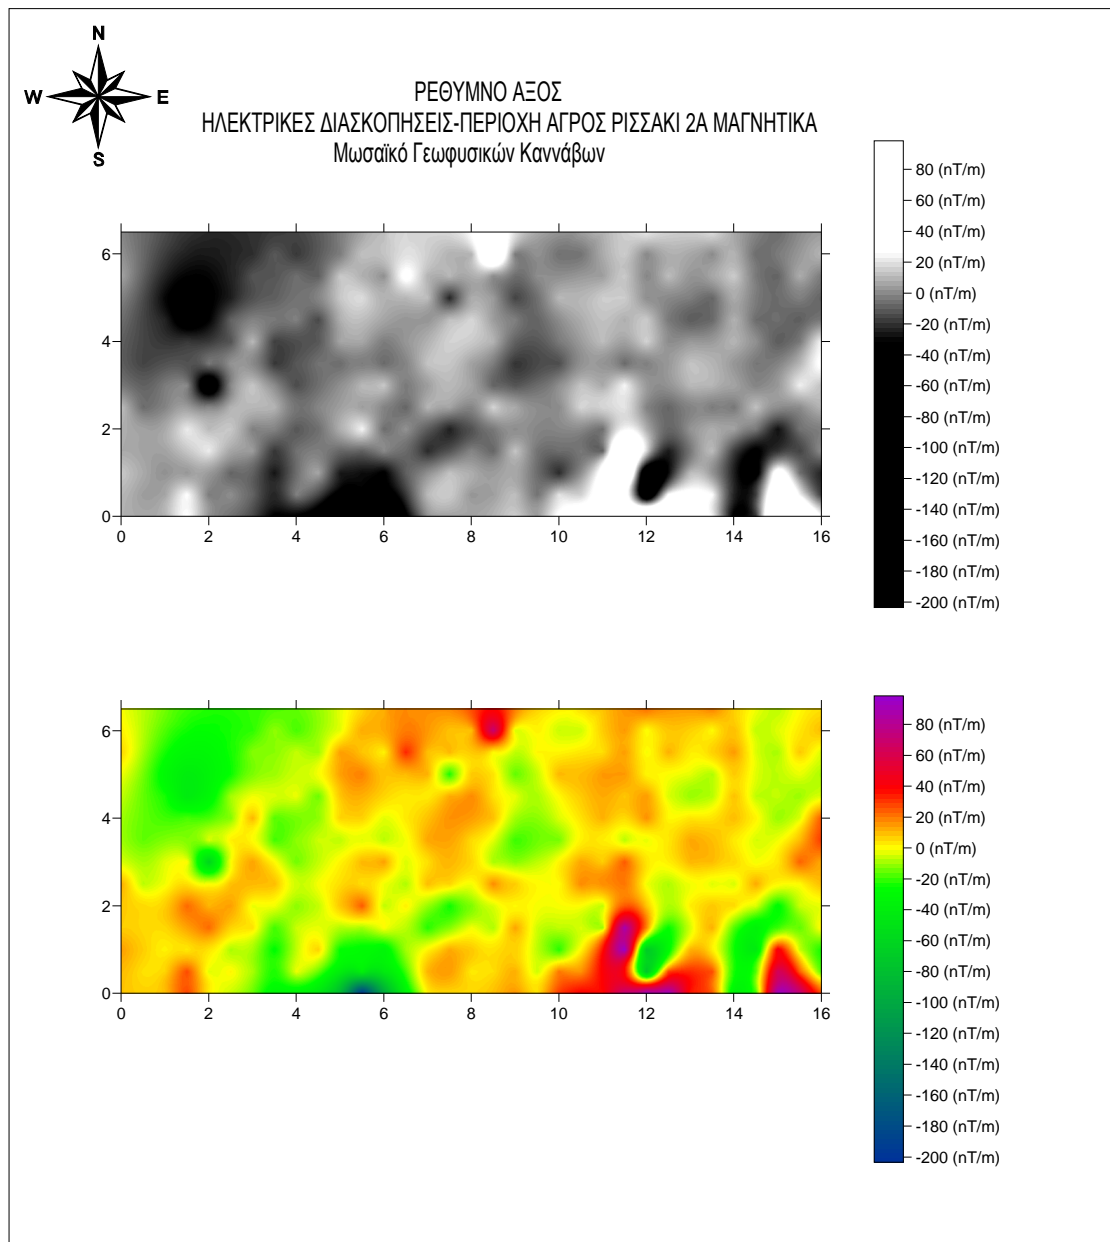 N
W E
S
ΡΕΘΥΜΝΟ ΑΞΟΣ
ΗΛΕΚΤΡΙΚΕΣ ΔΙΑΣΚΟΠΗΣΕΙΣ-ΠΕΡΙΟΧΗ ΑΓΡΟΣ ΡΙΣΣΑΚΙ 2Α ΜΑΓΝΗΤΙΚΑ
Μωσαϊκό Γεωφυσικών Καννάβων
6
4
2
0
0 2 4 6 8 10 12 14 16
80 (nT/m)
60 (nT/m)
40 (nT/m)
20 (nT/m)
0 (nT/m)
-20 (nT/m)
-40 (nT/m)
-60 (nT/m)
-80 (nT/m)
-100 (nT/m)
-120 (nT/m)
-140 (nT/m)
-160 (nT/m)
-180 (nT/m)
-200 (nT/m)
6
4
2
0
0 2 4 6 8 10 12 14 16
80 (nT/m)
60 (nT/m)
40 (nT/m)
20 (nT/m)
0 (nT/m)
-20 (nT/m)
-40 (nT/m)
-60 (nT/m)
-80 (nT/m)
-100 (nT/m)
-120 (nT/m)
-140 (nT/m)
-160 (nT/m)
-180 (nT/m)
-200 (nT/m)